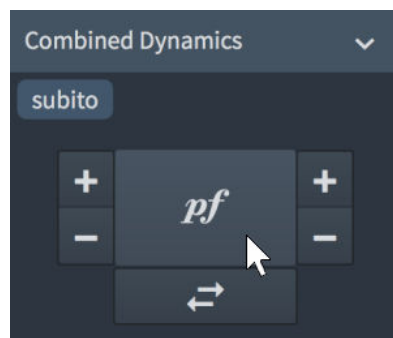 Combined Dynamics
subito
+ +
pf
- -